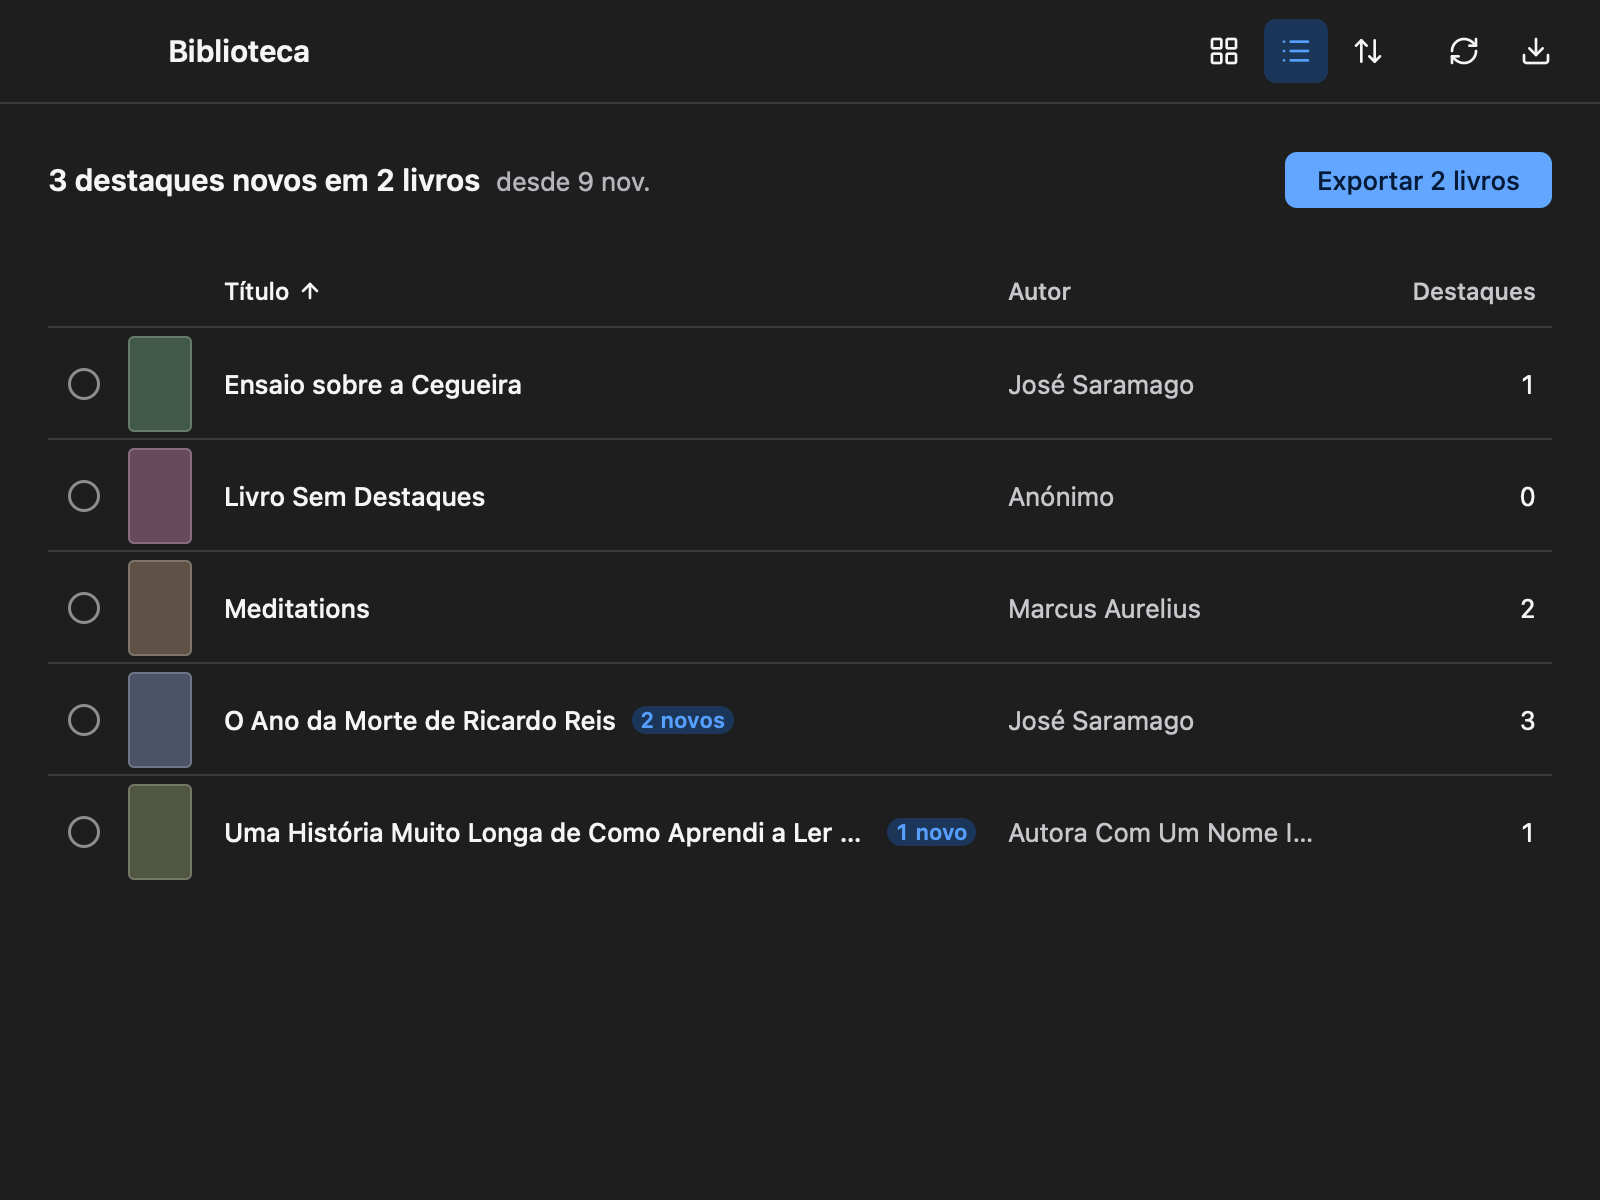 Biblioteca
3 destaques novos em 2 livros desde 9 nov.
Exportar 2 livros
Título Autor Destaques
Ensaio sobre a Cegueira José Saramago 1
Livro Sem Destaques Anónimo 0
Meditations Marcus Aurelius 2
O Ano da Morte de Ricardo Reis 2 novos José Saramago 3
Uma História Muito Longa de Como Aprendi a Ler ... 1 novo Autora Com Um Nome I... 1